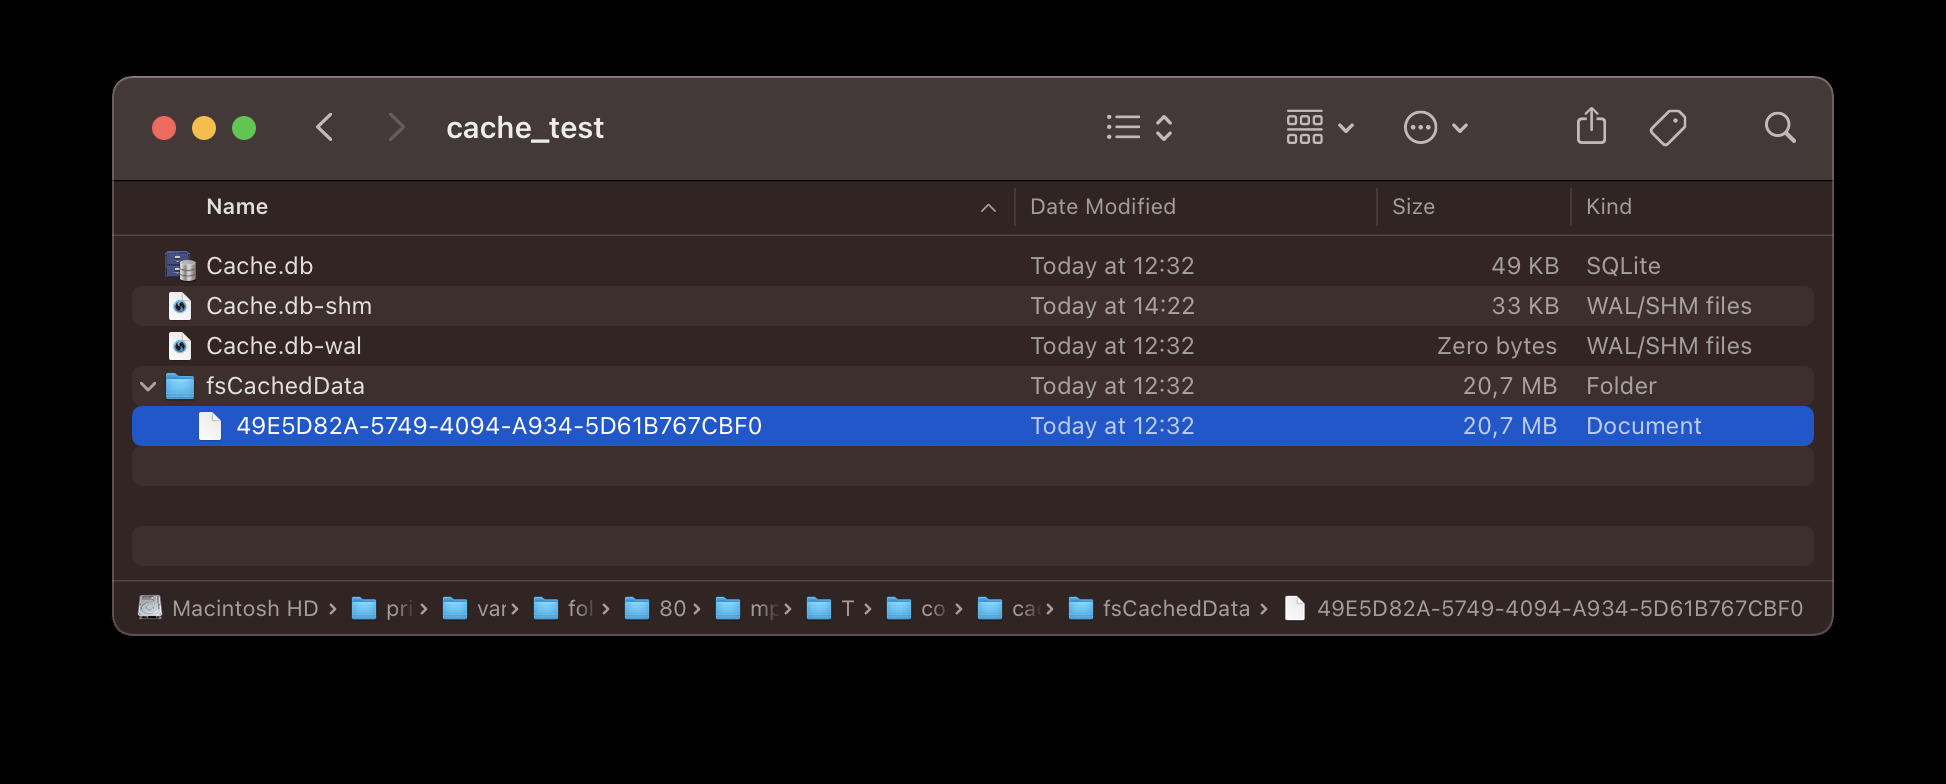 cache_test
Name Date Modified Size Kind
Cache.db Today at 12:32 49 KB SQLite
Cache.db-shm Today at 14:22 33 KB WAL/SHM files
Cache.db-wal Today at 12:32 Zero bytes WAL/SHM files
fsCachedData Today at 12:32 20,7 MB Folder
49E5D82A-5749-4094-A934-5D61B767CBF0 Today at 12:32 20,7 MB Document
Macintosh HD › pri › var › fol › 80 › mp › T › co › ca › fsCachedData › 49E5D82A-5749-4094-A934-5D61B767CBF0